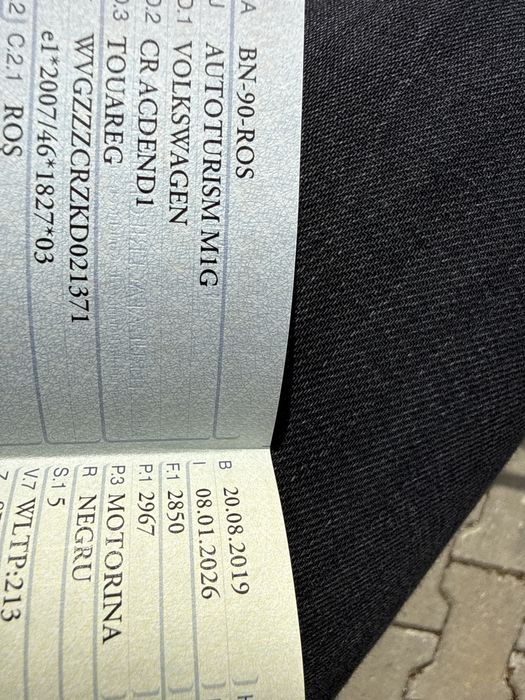 A BN-90-ROS
J AUTOTURISM M1G
D.1 VOLKSWAGEN
D.2 CR ACDEND1
D.3 TOUAREG
WVGZZZCRZKD021371
e1*2007/46*1827*03
C.2.1 ROS
B 20.08.2019
I 08.01.2026
F.1 2850
P.1 2967
P.3 MOTORINA
R NEGRU
S.1 5
V.7 WLTP:213